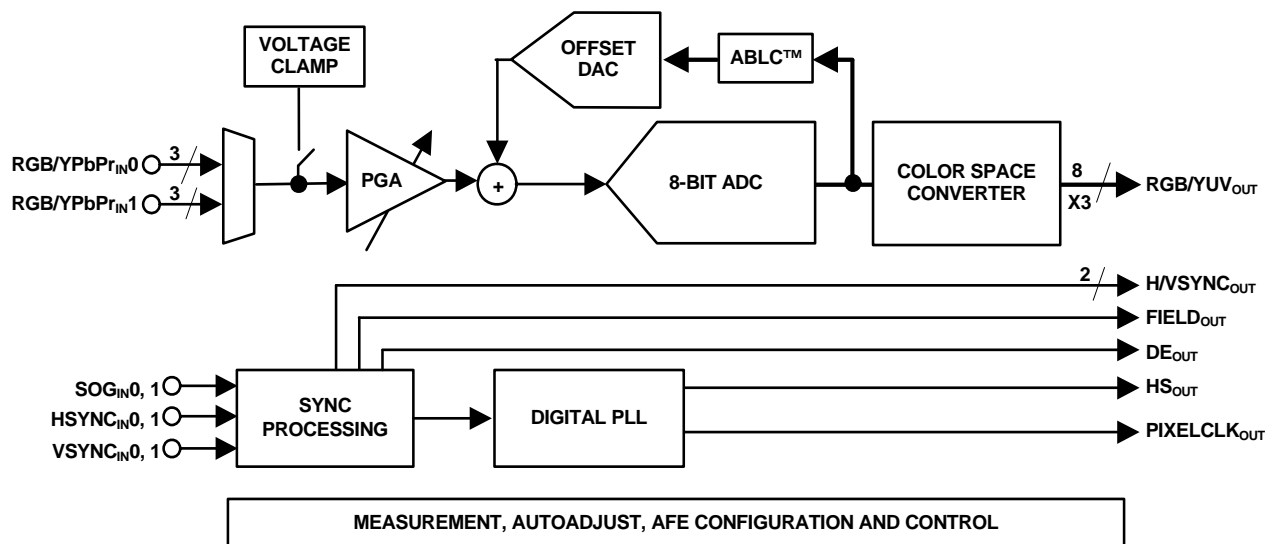 VOLTAGE
CLAMP
OFFSET
DAC
ABLC™
RGB/YPbPrIN0
3
RGB/YPbPrIN1
3
PGA
+
8-BIT ADC
COLOR SPACE
CONVERTER
8
X3
RGB/YUVOUT
2
H/VSYNCOUT
FIELDOUT
DEOUT
SOGIN0, 1
HSYNCIN0, 1
VSYNCIN0, 1
SYNC
PROCESSING
DIGITAL PLL
HSOUT
PIXELCLKOUT
MEASUREMENT, AUTOADJUST, AFE CONFIGURATION AND CONTROL